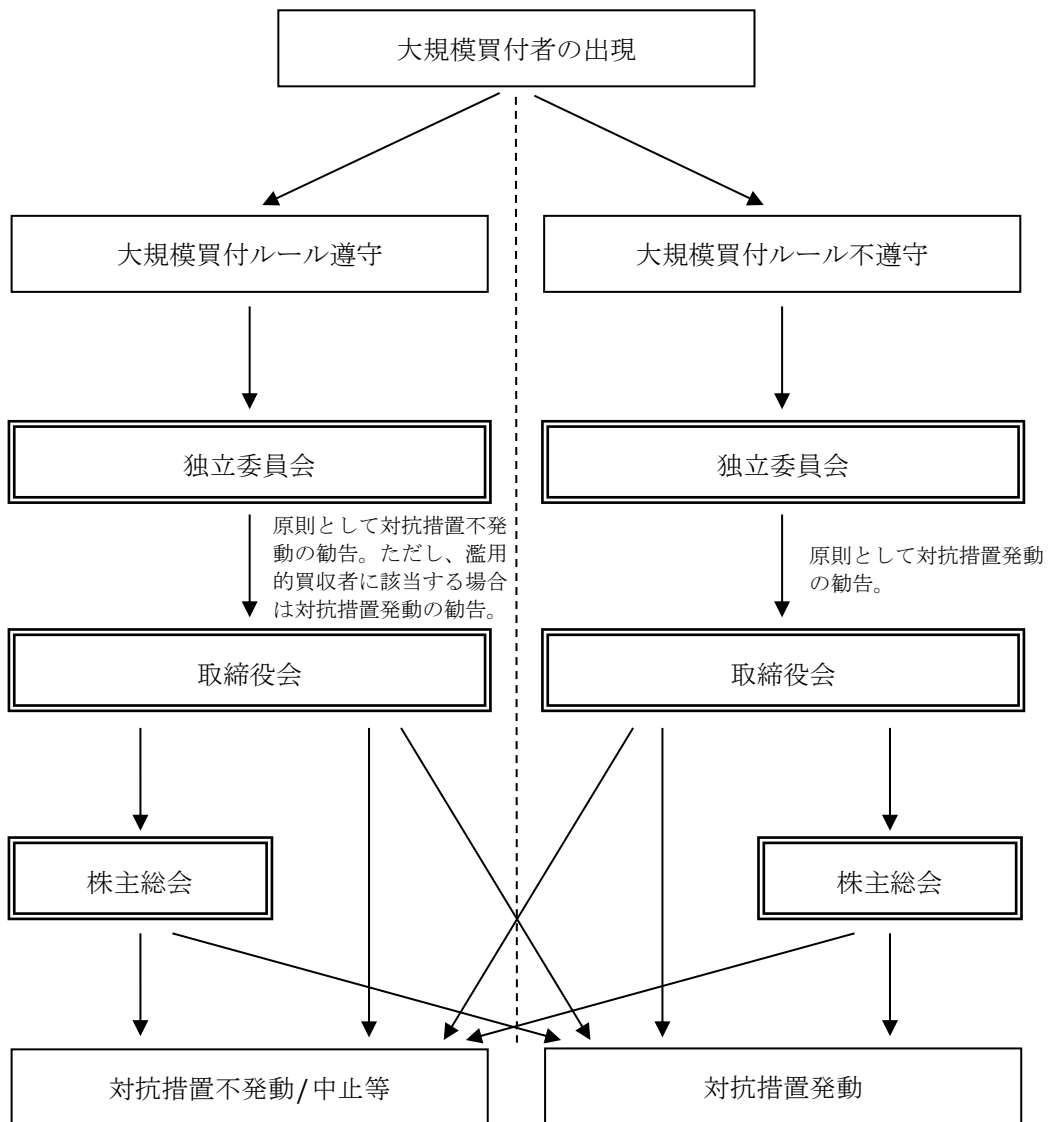 大規模買付者の出現
大規模買付ルール遵守
大規模買付ルール不遵守
独立委員会
独立委員会
原則として対抗措置不発
動の勧告。ただし、濫用
的買収者に該当する場合
は対抗措置発動の勧告。
原則として対抗措置発動
の勧告。
取締役会
取締役会
株主総会
株主総会
対抗措置不発動/中止等
対抗措置発動